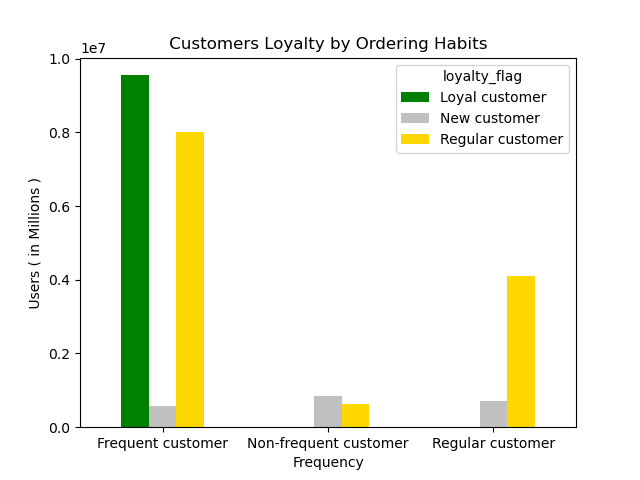 Customers Loyalty by Ordering Habits
1e7
loyalty_flag
Loyal customer
New customer
Regular customer
1.0
0.8
0.6
0.4
0.2
0.0
Users ( in Millions )
Frequent customer Non-frequent customer Regular customer
Frequency